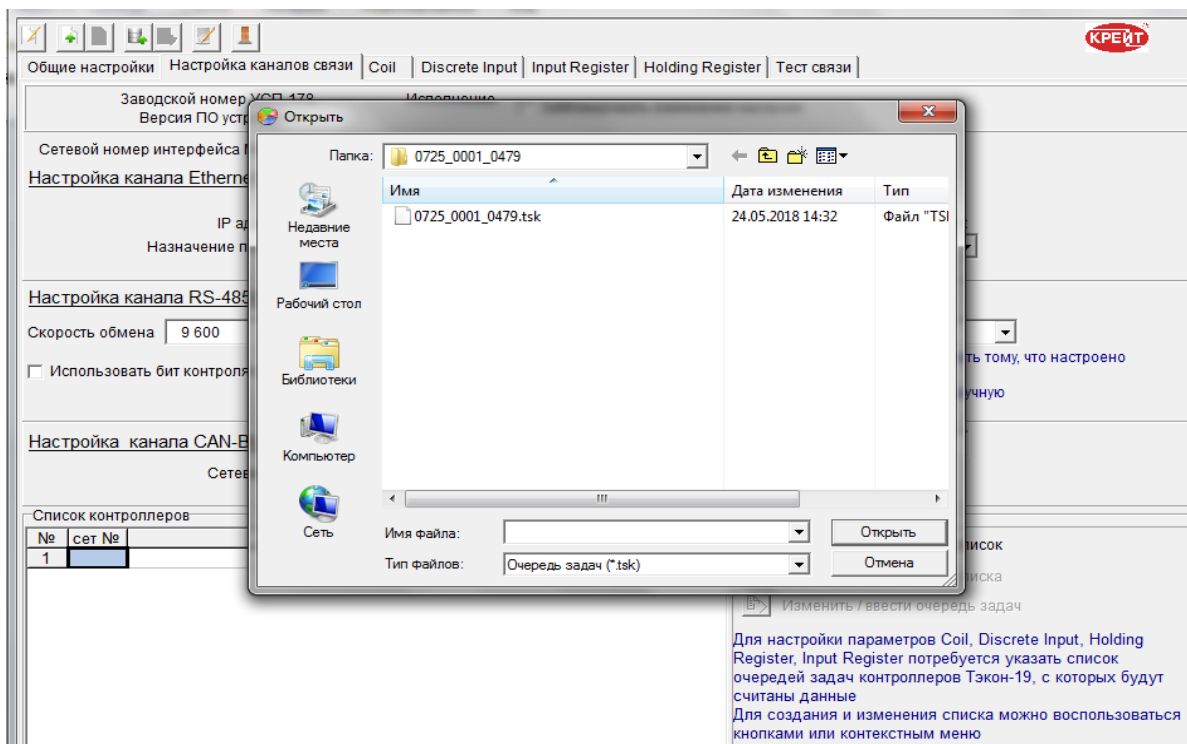 КРЕЙТ
Общие настройки Настройка каналов связи Coil Discrete Input Input Register Holding Register Тест связи
Заводской номер УСП-178 Исполнение
Версия ПО устр
Открыть
Сетевой номер интерфейса
Папка: 0725_0001_0479
Настройка канала Etherne
Имя Дата изменения Тип
0725_0001_0479.tsk 24.05.2018 14:32 Файл "TS
IP ад
Назначение п
Недавние места
Рабочий стол
Настройка канала RS-485
Скорость обмена 9 600
ть тому, что настроено
Использовать бит контроля
Библиотеки
учную
Настройка канала CAN-B
Компьютер
Сетев
Список контроллеров
Сеть
Имя файла: Открыть
№ сет №
писок
1
Тип файлов: Очередь задач (*.tsk) Отмена
писка
Изменить / ввести очередь задач
Для настройки параметров Coil, Discrete Input, Holding
Register, Input Register потребуется указать список
очередей задач контроллеров Тэкон-19, с которых будут
считаны данные
Для создания и изменения списка можно воспользоваться
кнопками или контекстным меню